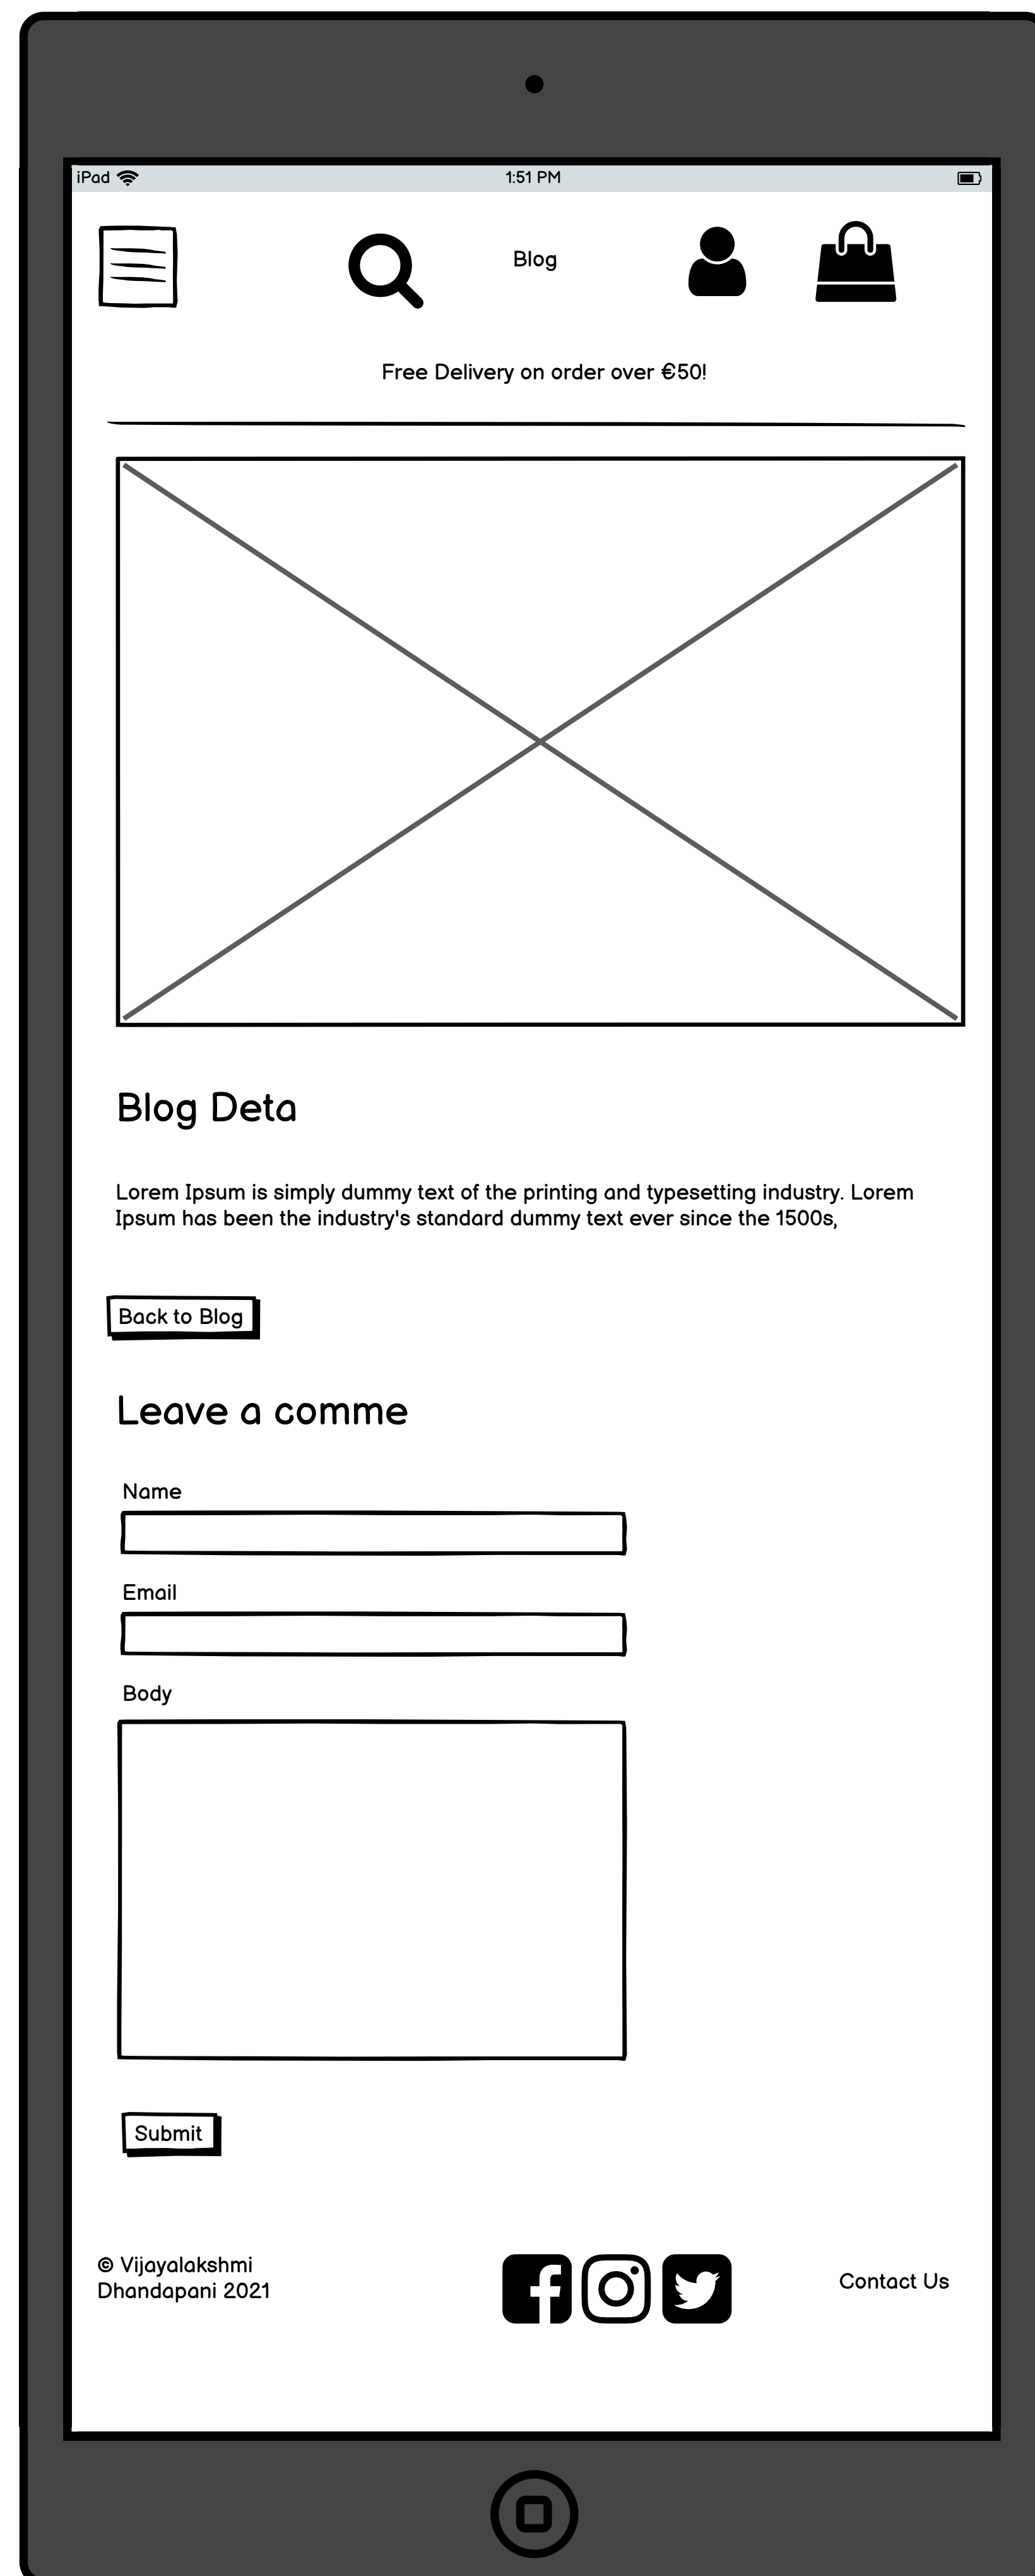 iPad
1:51 PM
Blog
Free Delivery on order over €50!
Blog Deta
Lorem Ipsum is simply dummy text of the printing and typesetting industry. Lorem
Ipsum has been the industry's standard dummy text ever since the 1500s,
Back to Blog
Leave a comme
Name
Email
Body
Submit
© Vijayalakshmi
Dhandapani 2021
Contact Us